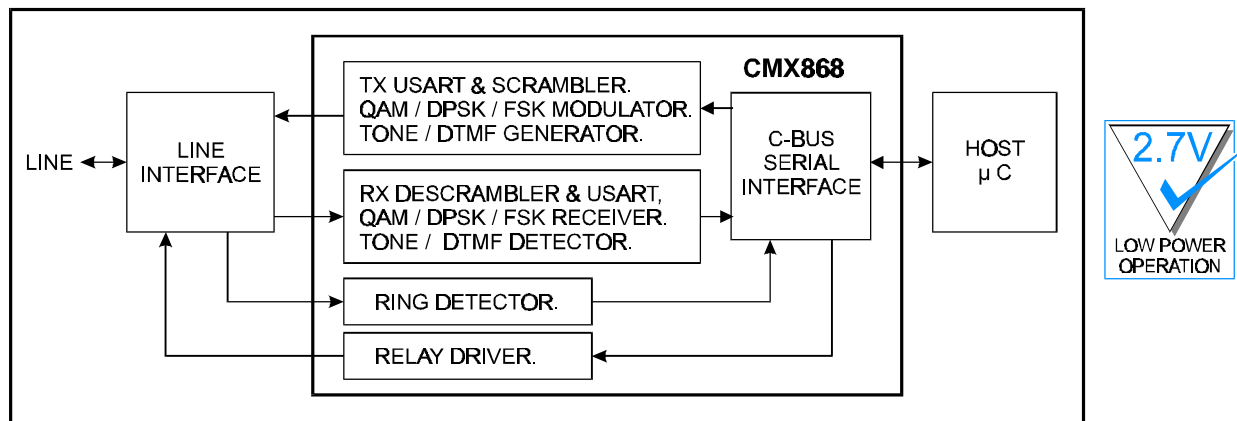 CMX868
TX USART & SCRAMBLER.
QAM / DPSK / FSK MODULATOR.
TONE / DTMF GENERATOR.
LINE
LINE
INTERFACE
C-BUS
SERIAL
INTERFACE
HOST
µ C
RX DESCRAMBLER & USART,
QAM / DPSK / FSK RECEIVER.
TONE / DTMF DETECTOR.
RING DETECTOR.
RELAY DRIVER.
2.7V
LOW POWER
OPERATION